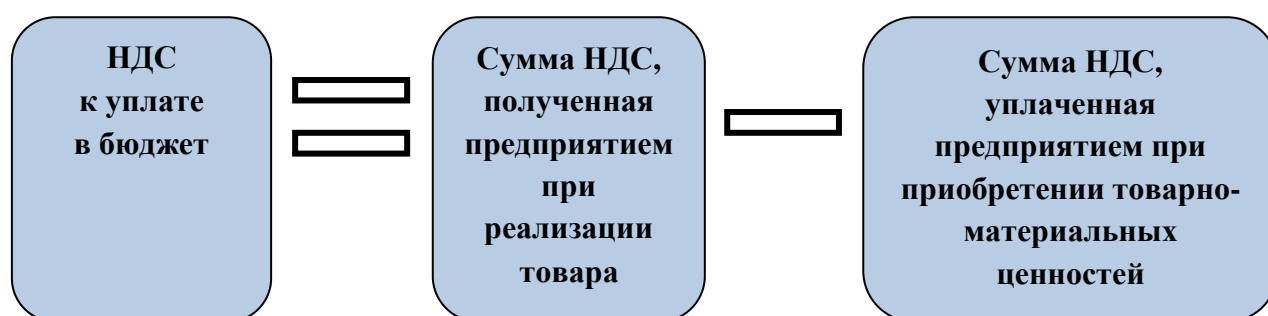 НДС
к уплате
в бюджет
Сумма НДС,
полученная
предприятием
при
реализации
товара
Сумма НДС,
уплаченная
предприятием при
приобретении товарно-
материальных
ценностей